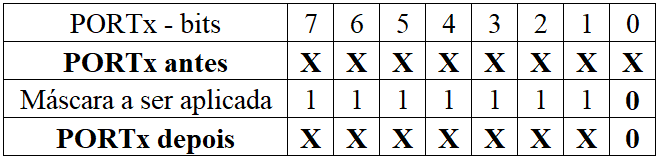 PORTx - bits 7 6 5 4 3 2 1 0
PORTx antes X X X X X X X X
Máscara a ser aplicada 1 1 1 1 1 1 1 0
PORTx depois X X X X X X X 0